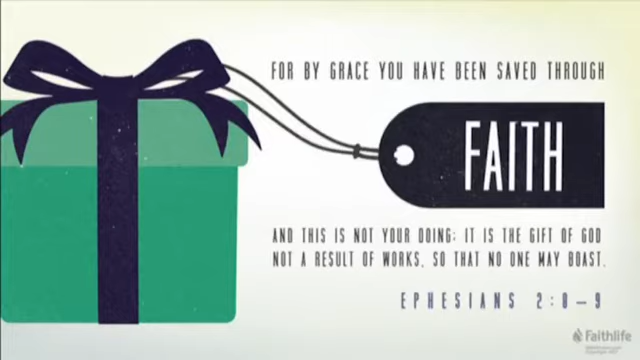 FOR BY GRACE YOU HAVE BEEN SAVED THROUGH
FAITH
AND THIS IS NOT YOUR DOING; IT IS THE GIFT OF GOD
NOT A RESULT OF WORKS, SO THAT NO ONE MAY BOAST.
EPHESIANS 2:8–9
Faithlife